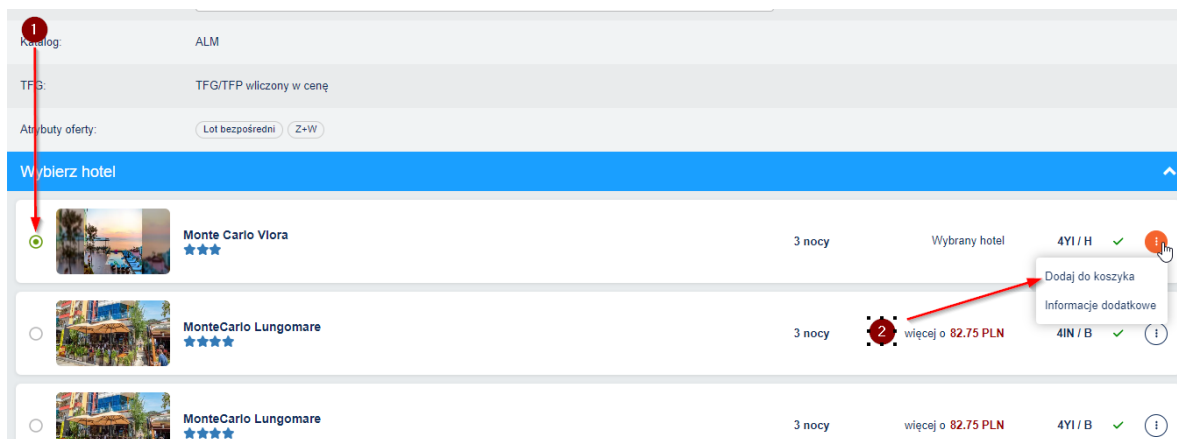 1
Katalog: ALM
TFG: TFG/TFP wliczony w cenę
Atrybuty oferty: Lot bezpośredni Z+W
Wybierz hotel
Monte Carlo Vlora 3 nocy Wybrany hotel 4YI / H
Dodaj do koszyka
Informacje dodatkowe
MonteCarlo Lungomare 3 nocy 2 więcej o 82.75 PLN 4IN / B
MonteCarlo Lungomare 3 nocy więcej o 82.75 PLN 4YI / B